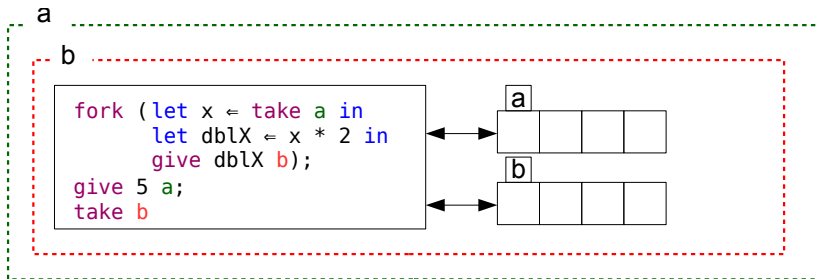 a
b
fork (let x ⇐ take a in
let dblX ⇐ x * 2 in
give dblX b);
give 5 a;
take b
a
b